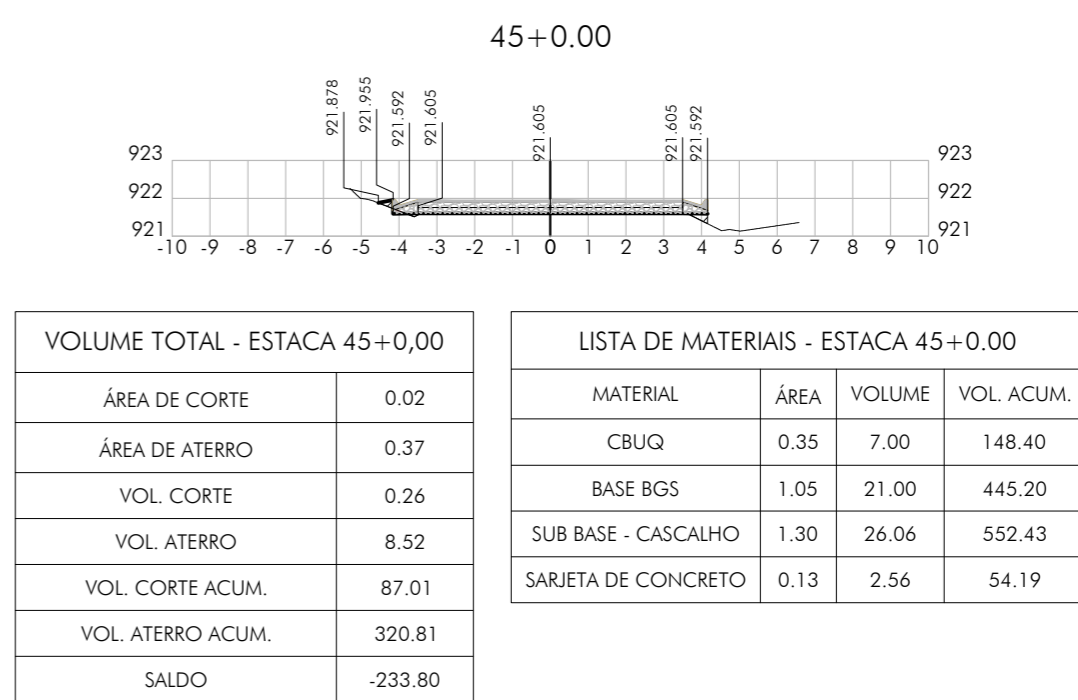 45+0.00
921.878
921.955
921.592
921.605
921.605
921.605
921.592
923 923
922 922
921 921
-10 -9 -8 -7 -6 -5 -4 -3 -2 -1 0 1 2 3 4 5 6 7 8 9 10
VOLUME TOTAL - ESTACA 45+0,00
ÁREA DE CORTE 0.02
ÁREA DE ATERRO 0.37
VOL. CORTE 0.26
VOL. ATERRO 8.52
VOL. CORTE ACUM. 87.01
VOL. ATERRO ACUM. 320.81
SALDO -233.80
LISTA DE MATERIAIS - ESTACA 45+0.00
MATERIAL ÁREA VOLUME VOL. ACUM.
CBUQ 0.35 7.00 148.40
BASE BGS 1.05 21.00 445.20
SUB BASE - CASCALHO 1.30 26.06 552.43
SARJETA DE CONCRETO 0.13 2.56 54.19